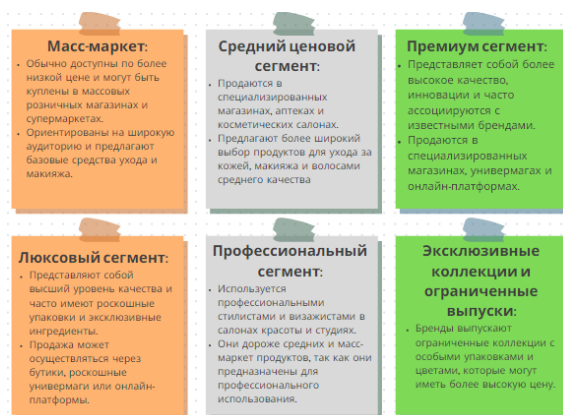 Масс-маркет:
• Обычно доступны по более
низкой цене и могут быть
куплены в массовых
розничных магазинах и
супермаркетах.
• Ориентированы на широкую
аудиторию и предлагают
базовые средства ухода и
макияжа.
Средний ценовой
сегмент:
• Продаются в
специализированных
магазинах, аптеках и
косметических салонах.
• Предлагают более широкий
выбор продуктов для ухода за
кожей, макияжа и волосами
среднего качества
Премиум сегмент:
• Представляет собой более
высокое качество,
инновации и часто
ассоциируются с
известными брендами.
• Продаются в
специализированных
магазинах, универмагах и
онлайн-платформах.
Люксовый сегмент:
• Представляют собой
высший уровень качества и
часто имеют роскошные
упаковки и эксклюзивные
ингредиенты.
• Продажа может
осуществляться через
бутики, роскошные
универмаги или онлайн-
платформы.
Профессиональный
сегмент:
• Используется
профессиональными
стилистами и визажистами в
салонах красоты и студиях.
• Они дороже средних и масс-
маркет продуктов, так как они
предназначены для
профессионального
использования.
Эксклюзивные
коллекции и
ограниченные
выпуски:
• Бренды выпускают
ограниченные коллекции с
особыми упаковками и
цветами, которые могут
иметь более высокую цену.